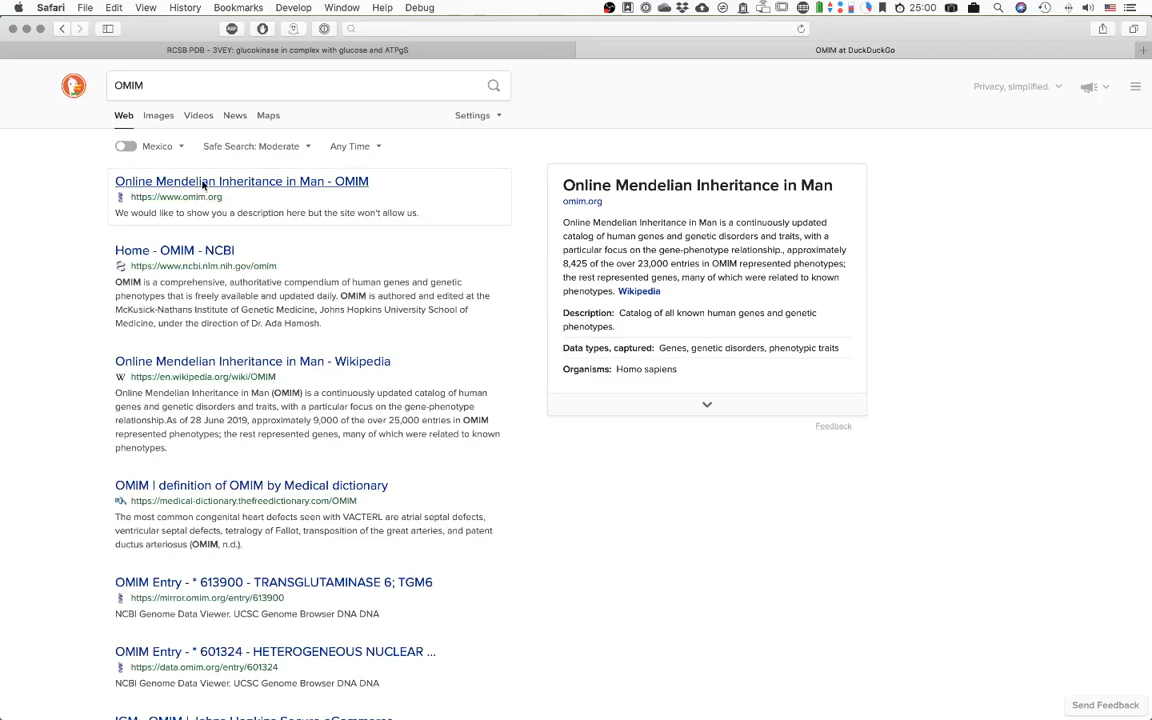 Safari File Edit View History Bookmarks Develop Window Help Debug 25:00
RCSB PDB - 3VEY: glucokinase in complex with glucose and ATPgS
OMIM at DuckDuckGo
OMIM
Privacy, simplified.
Web Images Videos News Maps Settings
Mexico Safe Search: Moderate Any Time
Online Mendelian Inheritance in Man - OMIM
https://www.omim.org
We would like to show you a description here but the site won't allow us.
Home - OMIM - NCBI
https://www.ncbi.nlm.nih.gov/omim
OMIM is a comprehensive, authoritative compendium of human genes and genetic
phenotypes that is freely available and updated daily. OMIM is authored and edited at the
McKusick-Nathans Institute of Genetic Medicine, Johns Hopkins University School of
Medicine, under the direction of Dr. Ada Hamosh.
Online Mendelian Inheritance in Man - Wikipedia
W https://en.wikipedia.org/wiki/OMIM
Online Mendelian Inheritance in Man (OMIM) is a continuously updated catalog of human
genes and genetic disorders and traits, with a particular focus on the gene-phenotype
relationship.As of 28 June 2019, approximately 9,000 of the over 25,000 entries in OMIM
represented phenotypes; the rest represented genes, many of which were related to known
phenotypes.
OMIM | definition of OMIM by Medical dictionary
https://medical-dictionary.thefreedictionary.com/OMIM
The most common congenital heart defects seen with VACTERL are atrial septal defects,
ventricular septal defects, tetralogy of Fallot, transposition of the great arteries, and patent
ductus arteriosus (OMIM, n.d.).
OMIM Entry - * 613900 - TRANSGLUTAMINASE 6; TGM6
https://mirror.omim.org/entry/613900
NCBI Genome Data Viewer. UCSC Genome Browser DNA DNA
OMIM Entry - * 601324 - HETEROGENEOUS NUCLEAR ...
https://data.omim.org/entry/601324
NCBI Genome Data Viewer. UCSC Genome Browser DNA DNA
Online Mendelian Inheritance in Man
omim.org
Online Mendelian Inheritance in Man is a continuously updated
catalog of human genes and genetic disorders and traits, with a
particular focus on the gene-phenotype relationship., approximately
8,425 of the over 23,000 entries in OMIM represented phenotypes;
the rest represented genes, many of which were related to known
phenotypes. Wikipedia
Description: Catalog of all known human genes and genetic
phenotypes.
Data types, captured: Genes, genetic disorders, phenotypic traits
Organisms: Homo sapiens
Feedback
Send Feedback